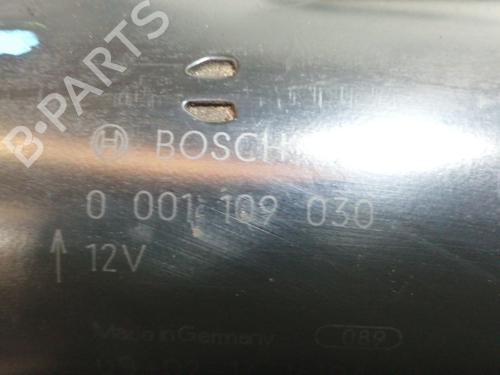 B-PARTS
BOSCH
0 001 109 030
12V
Made in Germany 089